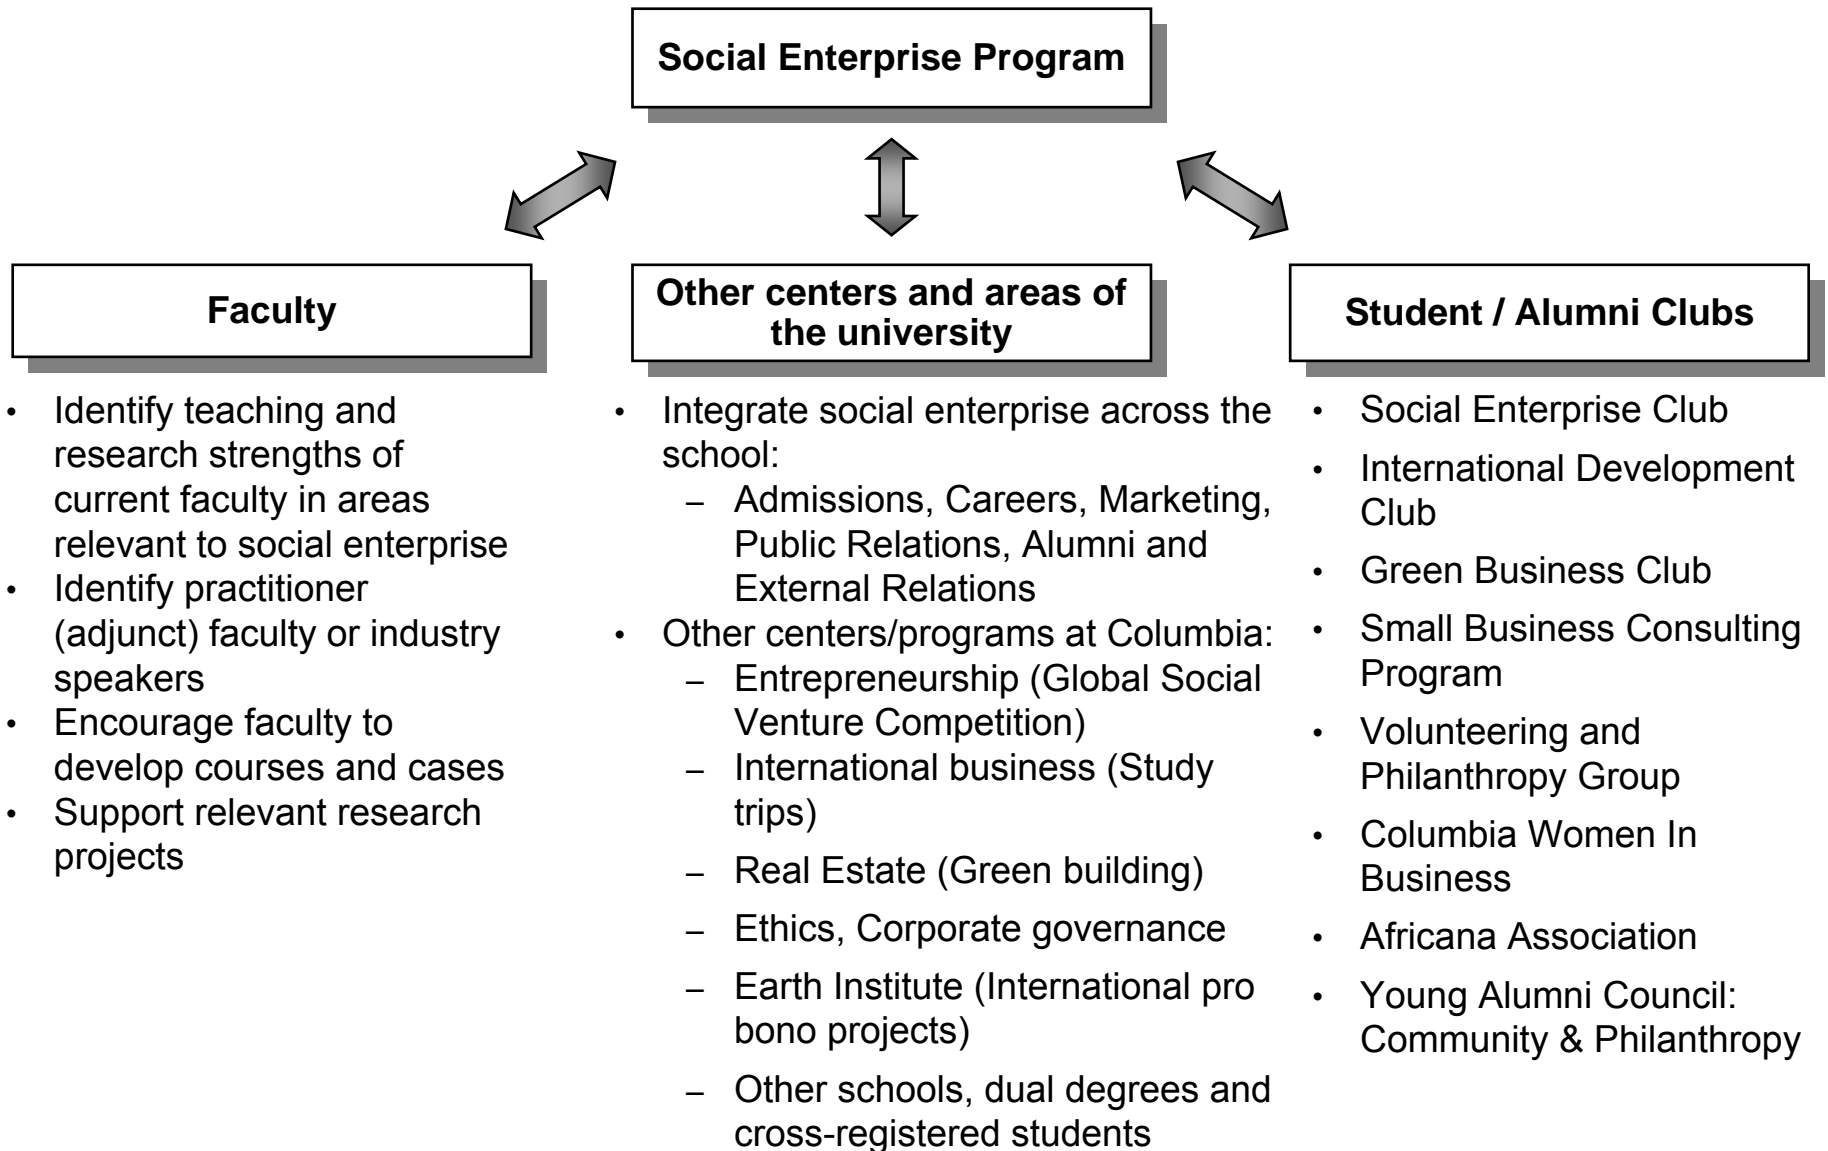 Social Enterprise Program
Faculty
• Identify teaching and
research strengths of
current faculty in areas
relevant to social enterprise
• Identify practitioner
(adjunct) faculty or industry
speakers
• Encourage faculty to
develop courses and cases
• Support relevant research
projects
Other centers and areas of
the university
• Integrate social enterprise across the
school:
– Admissions, Careers, Marketing,
Public Relations, Alumni and
External Relations
• Other centers/programs at Columbia:
– Entrepreneurship (Global Social
Venture Competition)
– International business (Study
trips)
– Real Estate (Green building)
– Ethics, Corporate governance
– Earth Institute (International pro
bono projects)
– Other schools, dual degrees and
cross-registered students
Student / Alumni Clubs
• Social Enterprise Club
• International Development
Club
• Green Business Club
• Small Business Consulting
Program
• Volunteering and
Philanthropy Group
• Columbia Women In
Business
• Africana Association
• Young Alumni Council:
Community & Philanthropy